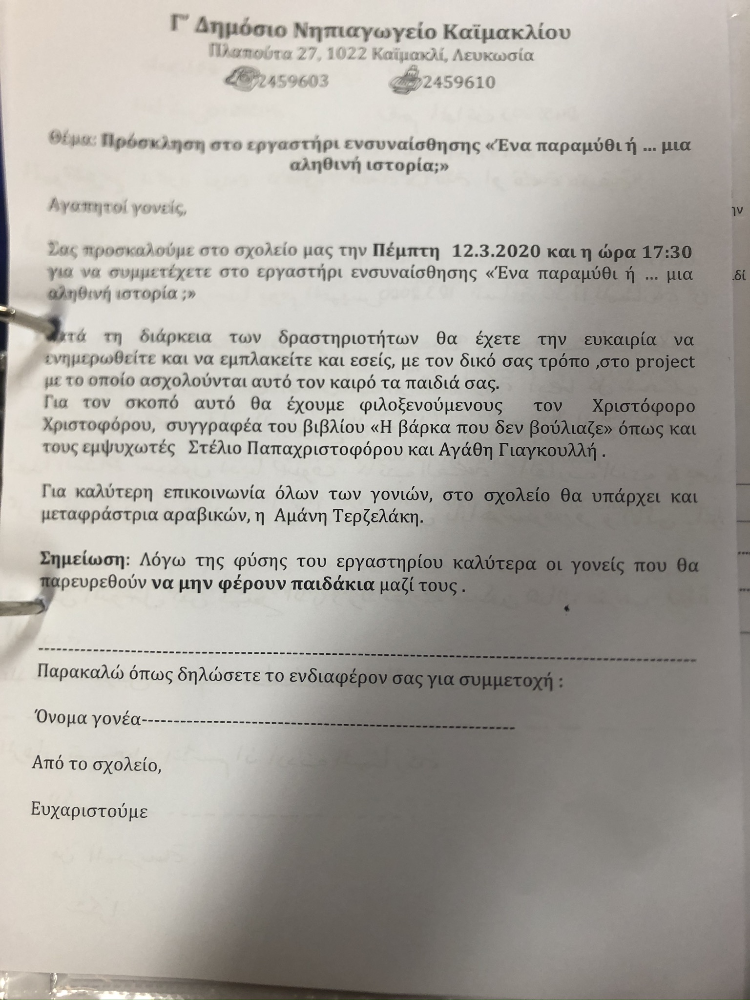 Γ' Δημόσιο Νηπιαγωγείο Καϊμακλίου
Πλαπούτα 27, 1022 Καϊμακλί, Λευκωσία
2459603 2459610
Θέμα: Πρόσκληση στο εργαστήρι ενσυναίσθησης «Ένα παραμύθι ή ... μια
αληθινή ιστορία;»
Αγαπητοί γονείς,
Σας προσκαλούμε στο σχολείο μας την Πέμπτη 12.3.2020 και η ώρα 17:30
για να συμμετέχετε στο εργαστήρι ενσυναίσθησης «Ένα παραμύθι ή ... μια
αληθινή ιστορία ;»
Κατά τη διάρκεια των δραστηριοτήτων θα έχετε την ευκαιρία να
ενημερωθείτε και να εμπλακείτε και εσείς, με τον δικό σας τρόπο ,στο project
με το οποίο ασχολούνται αυτό τον καιρό τα παιδιά σας.
Για τον σκοπό αυτό θα έχουμε φιλοξενούμενους τον Χριστόφορο
Χριστοφόρου, συγγραφέα του βιβλίου «Η βάρκα που δεν βούλιαζε» όπως και
τους εμψυχωτές Στέλιο Παπαχριστοφόρου και Αγάθη Γιαγκουλλή .
Για καλύτερη επικοινωνία όλων των γονιών, στο σχολείο θα υπάρχει και
μεταφράστρια αραβικών, η Αμάνη Τερζελάκη.
Σημείωση: Λόγω της φύσης του εργαστηρίου καλύτερα οι γονείς που θα
παρευρεθούν να μην φέρουν παιδάκια μαζί τους .
Παρακαλώ όπως δηλώσετε το ενδιαφέρον σας για συμμετοχή :
Όνομα γονέα-----------------------------------------------------------
Από το σχολείο,
Ευχαριστούμε